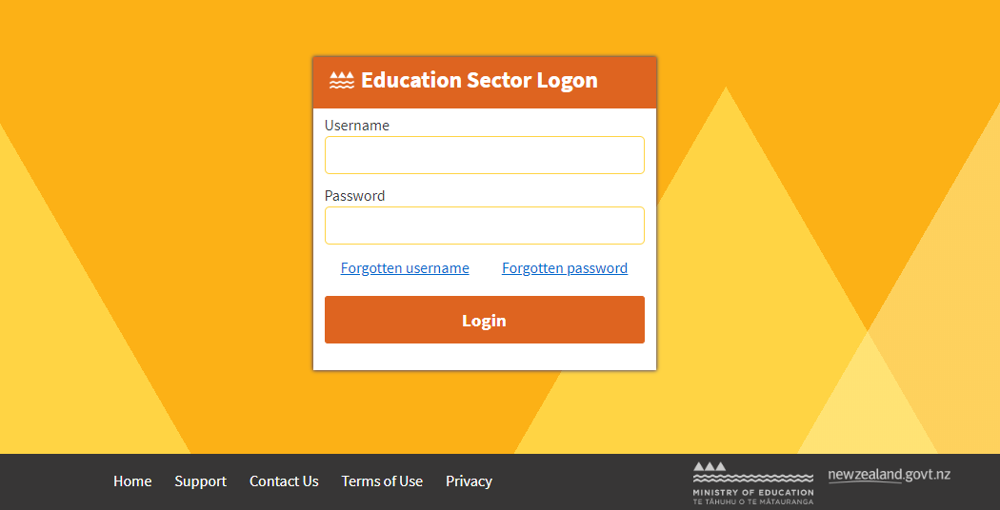 Education Sector Logon
Username
Password
Forgotten username Forgotten password
Login
Home Support Contact Us Terms of Use Privacy
MINISTRY OF EDUCATION
TE TĀHUHU O TE MĀTAURANGA
newzealand.govt.nz